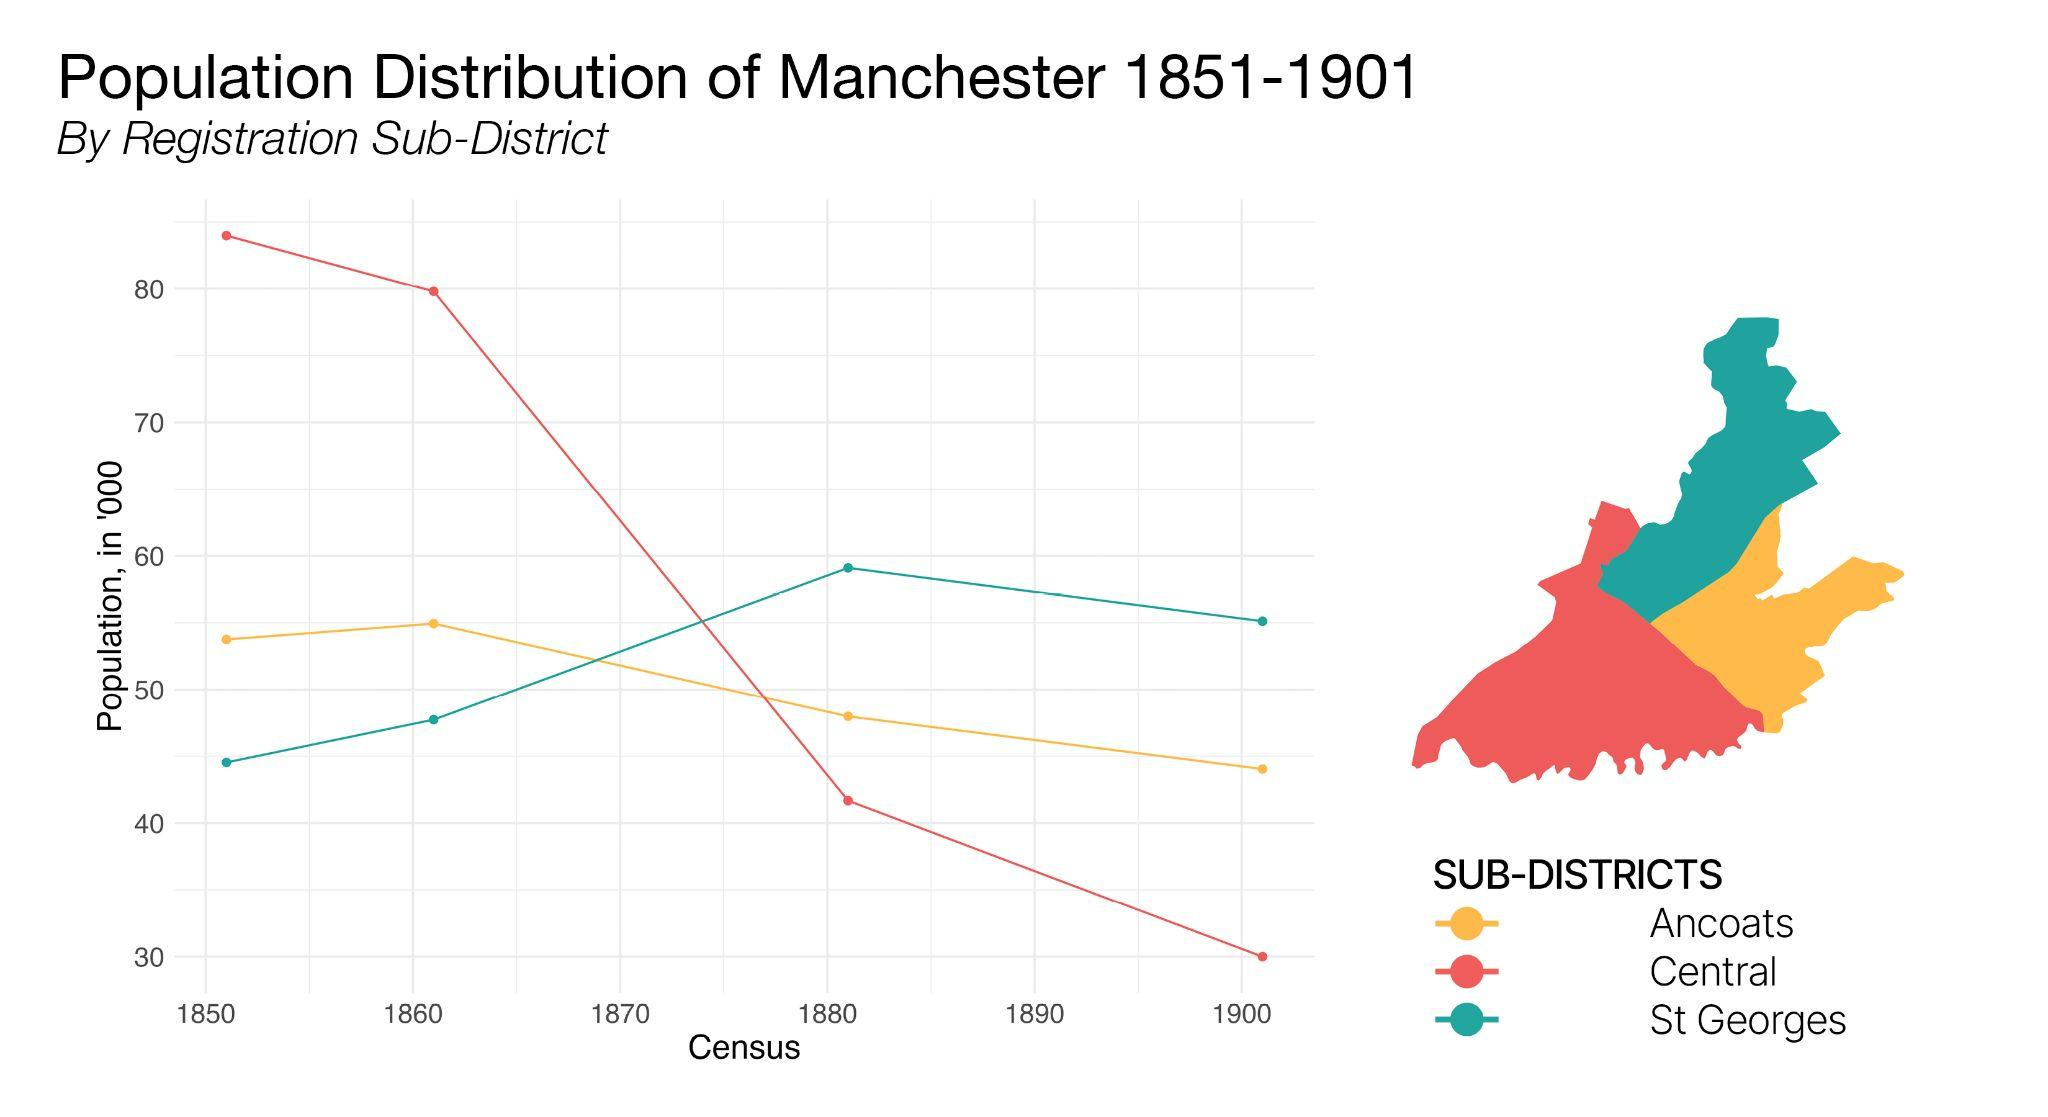 Population Distribution of Manchester 1851-1901
By Registration Sub-District
Population, in '000
80
70
60
50
40
30
1850 1860 1870 1880 1890 1900
Census
SUB-DISTRICTS
Ancoats
Central
St Georges